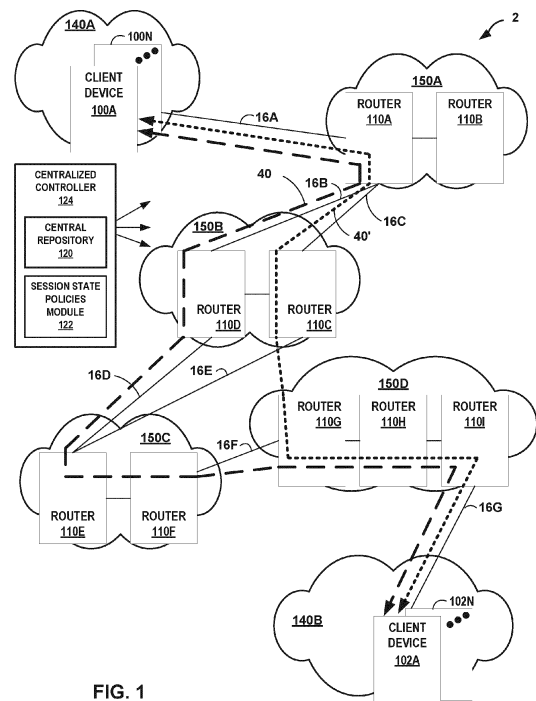 2
140A
100N
CLIENT
DEVICE
100A
150A
ROUTER
110A
ROUTER
110B
16A
CENTRALIZED
CONTROLLER
124
CENTRAL
REPOSITORY
120
SESSION STATE
POLICIES
MODULE
122
40
16B
16C
40'
150B
ROUTER
110D
ROUTER
110C
16D
16E
150D
ROUTER
110G
ROUTER
110H
ROUTER
110I
150C
16F
ROUTER
110E
ROUTER
110F
16G
140B
102N
CLIENT
DEVICE
102A
FIG. 1